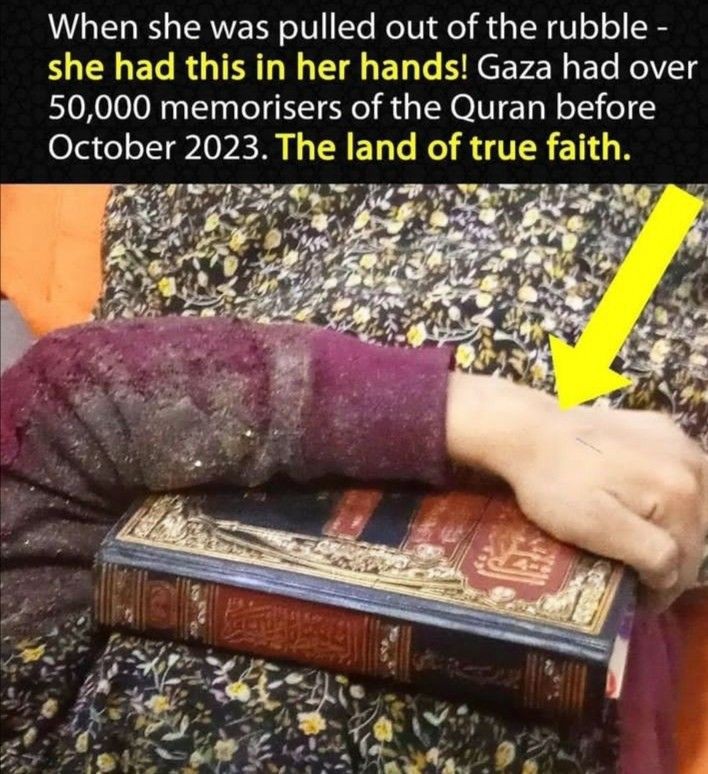 When she was pulled out of the rubble -
she had this in her hands! Gaza had over
50,000 memorisers of the Quran before
October 2023. The land of true faith.